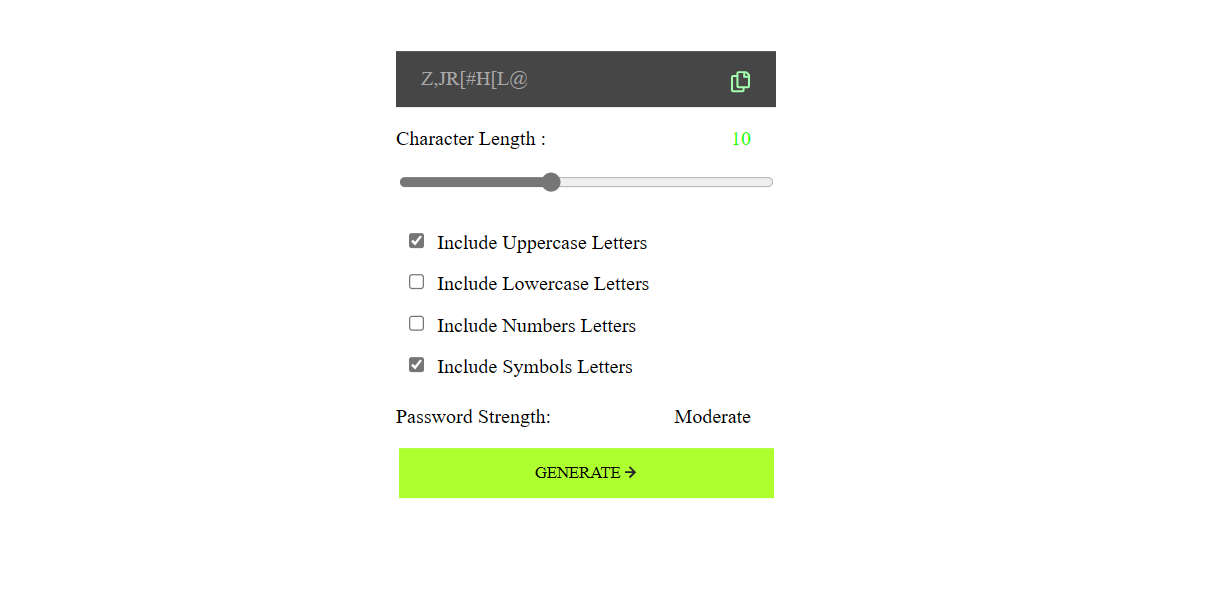 Z,JR[#H[L@
Character Length : 10
Include Uppercase Letters
Include Lowercase Letters
Include Numbers Letters
Include Symbols Letters
Password Strength: Moderate
GENERATE →